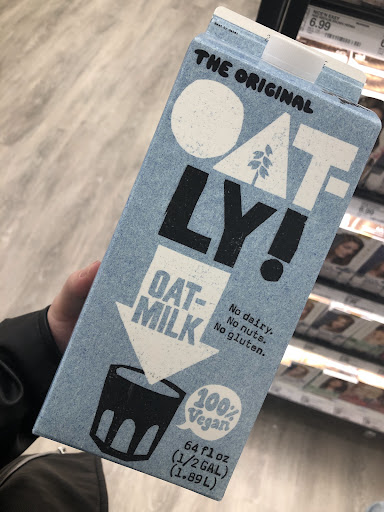 6.99
THE ORIGINAL
OAT-
LY!
OAT-
MILK
No dairy.
No nuts.
No gluten.
100%
Vegan
64 fl oz
(1/2 GAL)
(1.89L)